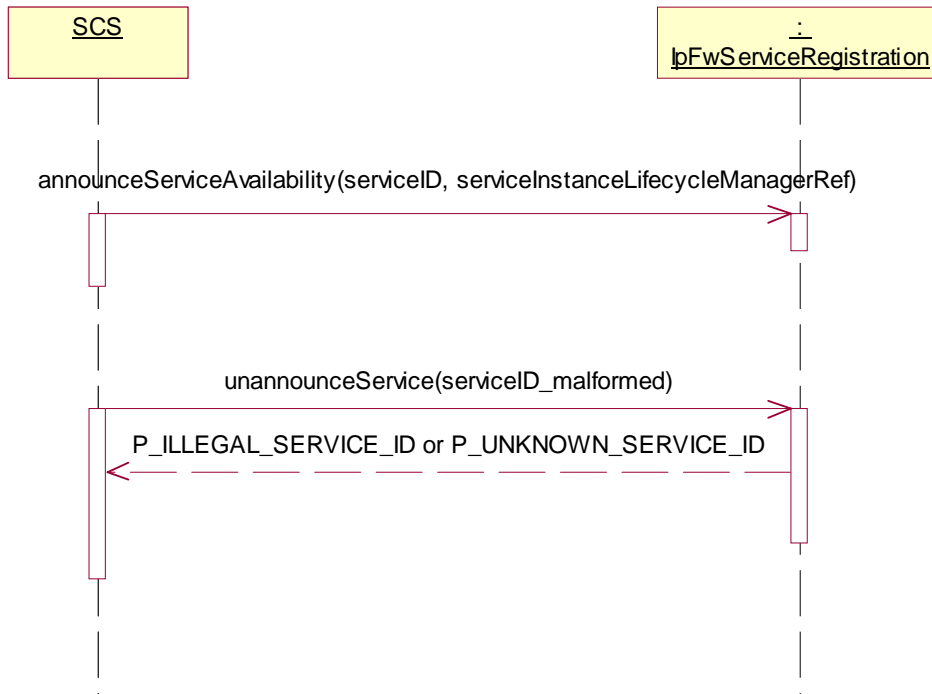 SCS
:
IpFwServiceRegistration
announceServiceAvailability(serviceID, serviceInstanceLifecycleManagerRef)
unannounceService(serviceID_malformed)
P_ILLEGAL_SERVICE_ID or P_UNKNOWN_SERVICE_ID